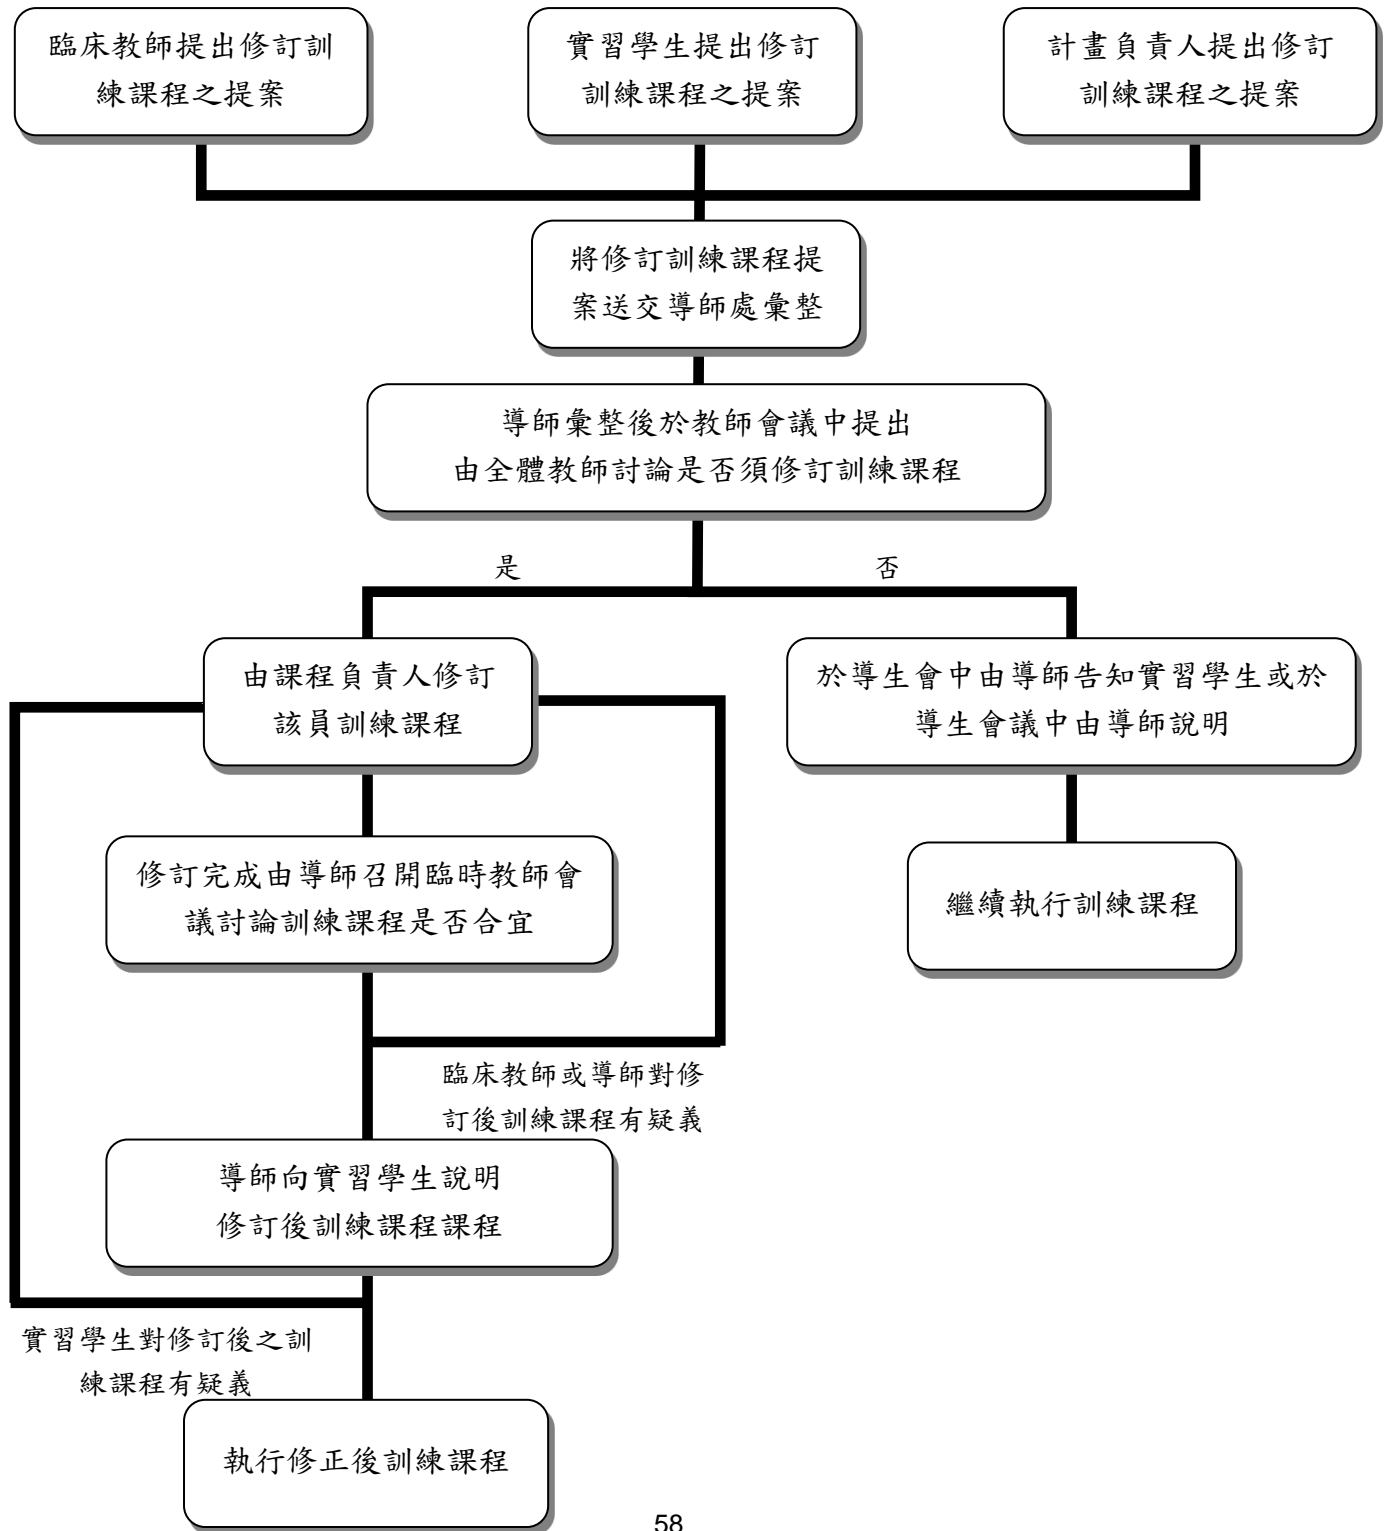 臨床教師提出修訂訓
練課程之提案
實習學生提出修訂
訓練課程之提案
計畫負責人提出修訂
訓練課程之提案
將修訂訓練課程提
案送交導師處彙整
導師彙整後於教師會議中提出
由全體教師討論是否須修訂訓練課程
是
否
由課程負責人修訂
該員訓練課程
於導生會中由導師告知實習學生或於
導生會議中由導師說明
修訂完成由導師召開臨時教師會
議討論訓練課程是否合宜
繼續執行訓練課程
臨床教師或導師對修
訂後訓練課程有疑義
導師向實習學生說明
修訂後訓練課程課程
實習學生對修訂後之訓
練課程有疑義
執行修正後訓練課程
58